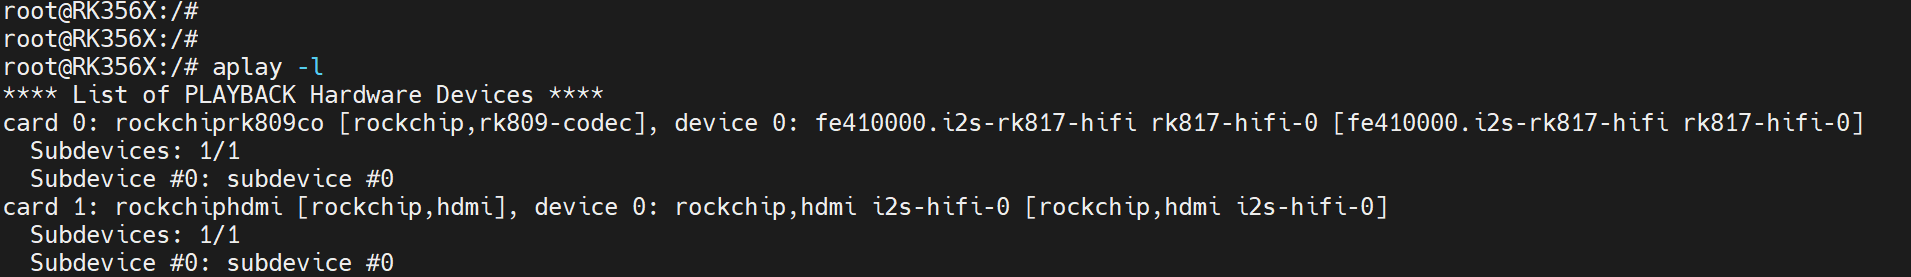 root@RK356X:/#
root@RK356X:/#
root@RK356X:/# aplay -l
**** List of PLAYBACK Hardware Devices ****
card 0: rockchiprk809co [rockchip,rk809-codec], device 0: fe410000.i2s-rk817-hifi rk817-hifi-0 [fe410000.i2s-rk817-hifi rk817-hifi-0]
  Subdevices: 1/1
  Subdevice #0: subdevice #0
card 1: rockchiphdmi [rockchip,hdmi], device 0: rockchip,hdmi i2s-hifi-0 [rockchip,hdmi i2s-hifi-0]
  Subdevices: 1/1
  Subdevice #0: subdevice #0